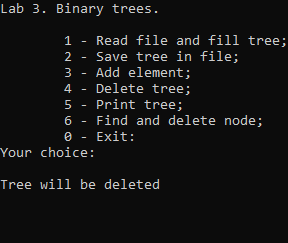 Lab 3. Binary trees.
1 - Read file and fill tree;
2 - Save tree in file;
3 - Add element;
4 - Delete tree;
5 - Print tree;
6 - Find and delete node;
0 - Exit:
Your choice:
Tree will be deleted